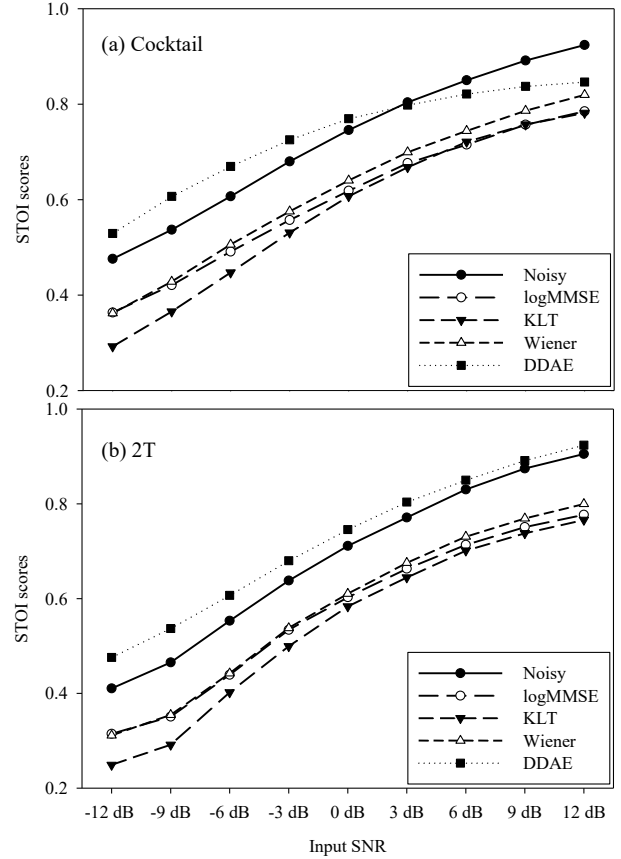 1.0
(a) Cocktail
0.8
0.6
STOI scores
0.4
0.2
Noisy
logMMSE
KLT
Wiener
DDAE
1.0
(b) 2T
0.8
0.6
STOI scores
0.4
0.2
Noisy
logMMSE
KLT
Wiener
DDAE
-12 dB -9 dB -6 dB -3 dB 0 dB 3 dB 6 dB 9 dB 12 dB
Input SNR